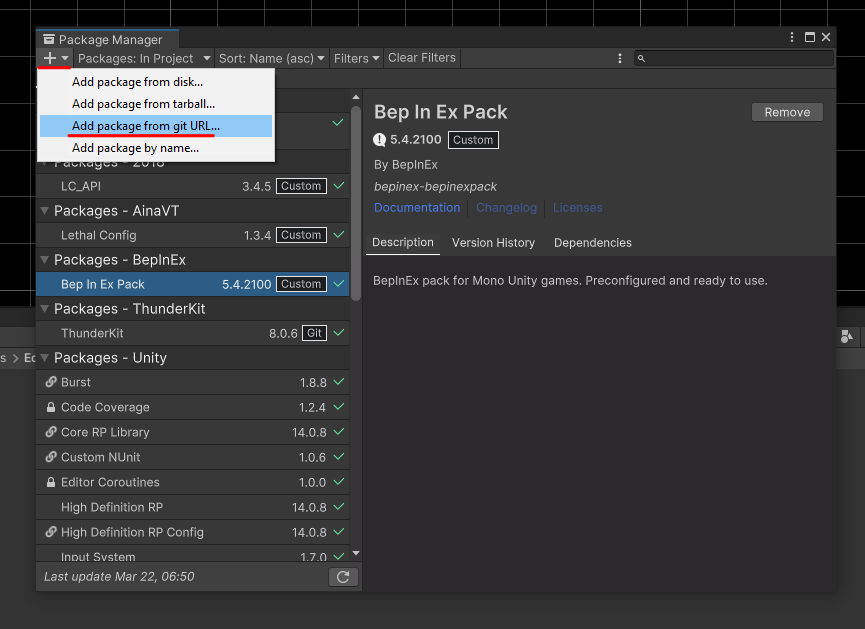 Package Manager
Packages: In Project
Sort: Name (asc)
Filters
Clear Filters
Add package from disk...
Add package from tarball...
Add package from git URL...
Add package by name...
LC_API 3.4.5 Custom
Packages - AinaVT
Lethal Config 1.3.4 Custom
Packages - BepInEx
Bep In Ex Pack 5.4.2100 Custom
Packages - ThunderKit
ThunderKit 8.0.6 Git
Packages - Unity
Burst 1.8.8
Code Coverage 1.2.4
Core RP Library 14.0.8
Custom NUnit 1.0.6
Editor Coroutines 1.0.0
High Definition RP 14.0.8
High Definition RP Config 14.0.8
Input System 1.7.0
Last update Mar 22, 06:50
Bep In Ex Pack
Remove
5.4.2100 Custom
By BepInEx
bepinex-bepinexpack
Documentation
Changelog
Licenses
Description
Version History
Dependencies
BepInEx pack for Mono Unity games. Preconfigured and ready to use.